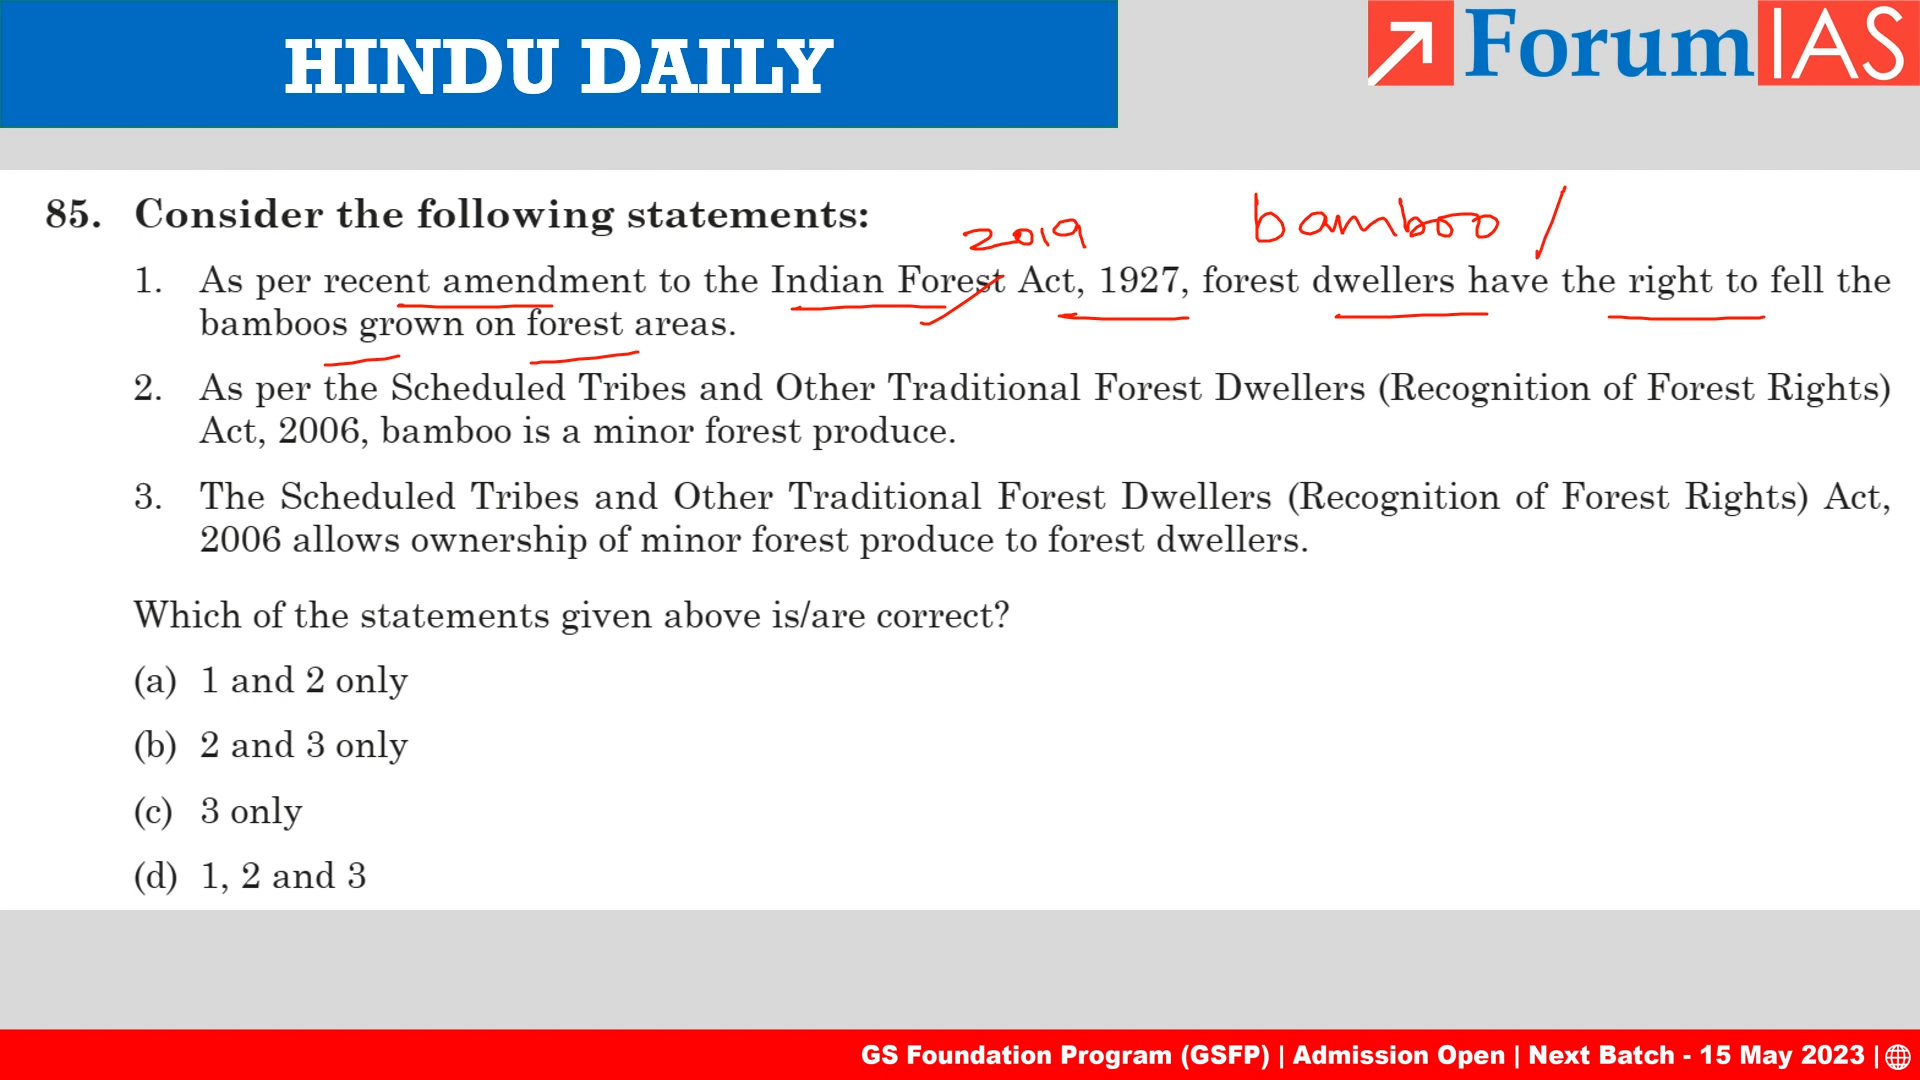 HINDU DAILY
Forum IAS
85. Consider the following statements:
2019
bamboo /
1. As per recent amendment to the Indian Forest Act, 1927, forest dwellers have the right to fell the
bamboos grown on forest areas.
2. As per the Scheduled Tribes and Other Traditional Forest Dwellers (Recognition of Forest Rights)
Act, 2006, bamboo is a minor forest produce.
3. The Scheduled Tribes and Other Traditional Forest Dwellers (Recognition of Forest Rights) Act,
2006 allows ownership of minor forest produce to forest dwellers.
Which of the statements given above is/are correct?
(a) 1 and 2 only
(b) 2 and 3 only
(c) 3 only
(d) 1, 2 and 3
GS Foundation Program (GSFP) | Admission Open | Next Batch - 15 May 2023 |